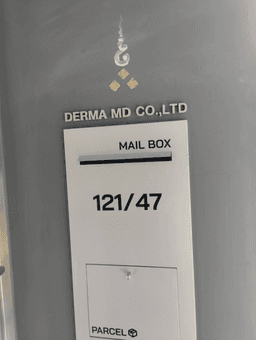 DERMA MD CO.,LTD
MAIL BOX
121/47
PARCEL